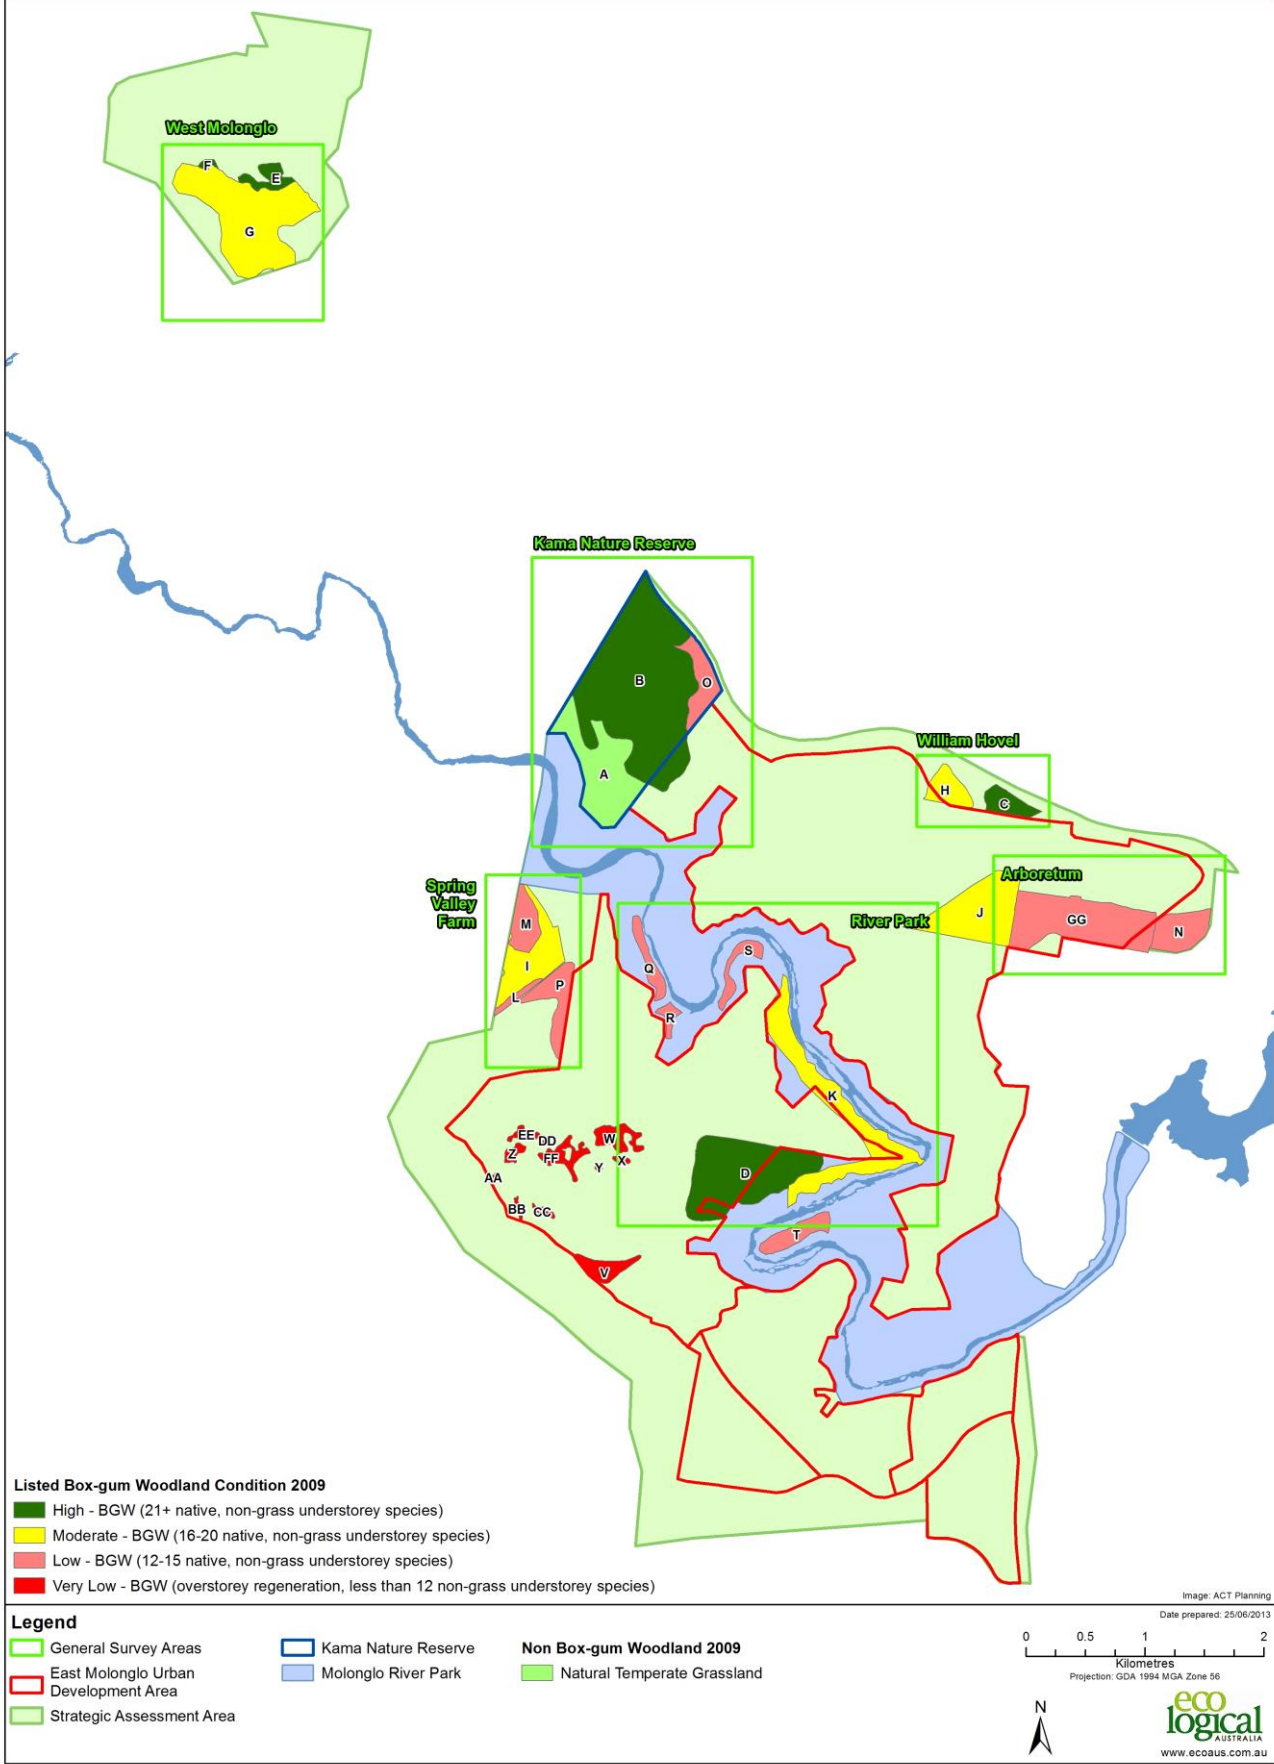 West Molonglo
F
E
G
Kama Nature Reserve
B
O
A
William Hovel
H
C
Arboretum
J
GG
N
Spring
Valley
Farm
M
I
L
P
River Park
Q
S
R
K
EE
DD
Z
FF
W
X
Y
AA
BB
CC
D
T
V
Listed Box-gum Woodland Condition 2009
High - BGW (21+ native, non-grass understorey species)
Moderate - BGW (16-20 native, non-grass understorey species)
Low - BGW (12-15 native, non-grass understorey species)
Very Low - BGW (overstorey regeneration, less than 12 non-grass understorey species)
Image: ACT Planning
Legend
General Survey Areas
East Molonglo Urban
Development Area
Strategic Assessment Area
Kama Nature Reserve
Molonglo River Park
Non Box-gum Woodland 2009
Natural Temperate Grassland
Date prepared: 25/06/2013
0 0.5 1 2
Kilometres
Projection: GDA 1994 MGA Zone 56
N
eco
logical
AUSTRALIA
www.ecoaus.com.au